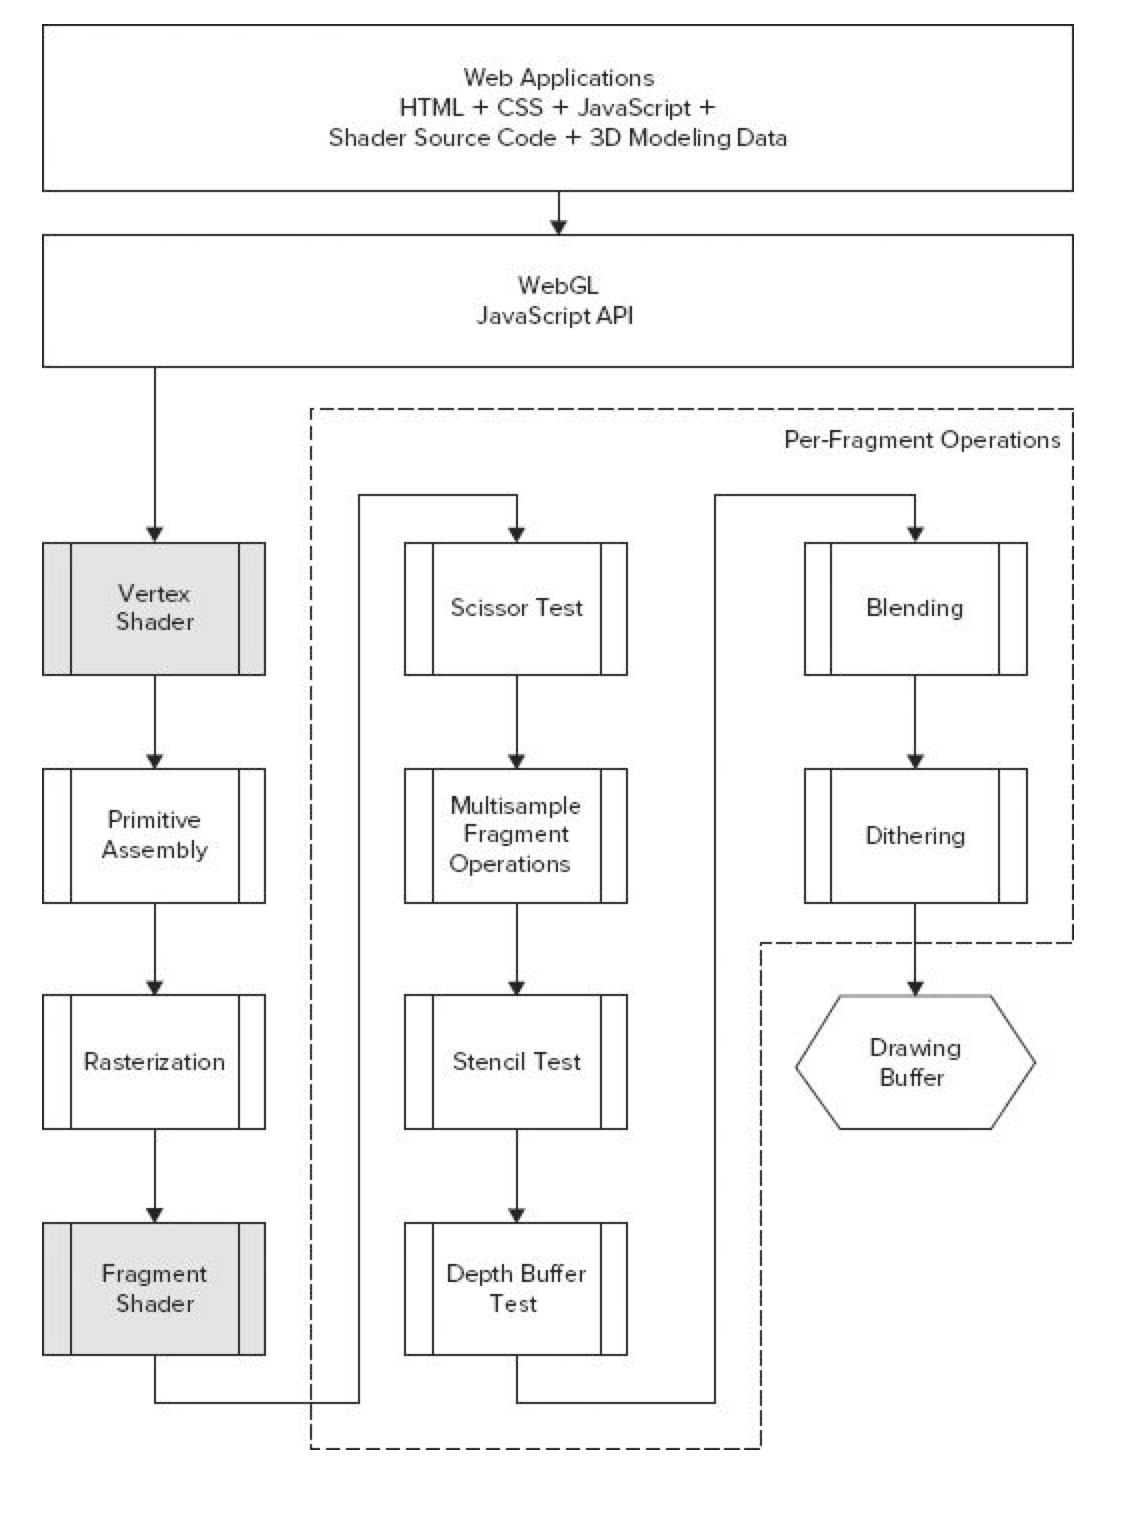 Web Applications
HTML + CSS + JavaScript +
Shader Source Code + 3D Modeling Data
WebGL
JavaScript API
Per-Fragment Operations
Vertex
Shader
Primitive
Assembly
Rasterization
Fragment
Shader
Scissor Test
Multisample
Fragment
Operations
Stencil Test
Depth Buffer
Test
Blending
Dithering
Drawing
Buffer